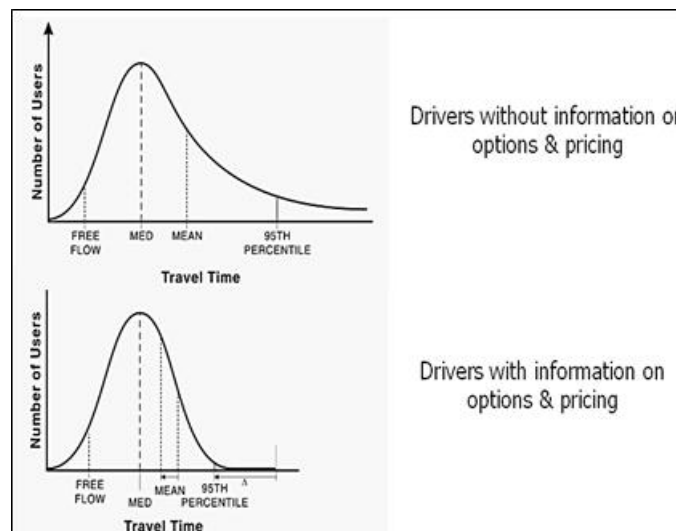 Number of Users
FREE FLOW
MED
MEAN
95TH PERCENTILE
Travel Time
Drivers without information on
options & pricing
Number of Users
FREE FLOW
MED
MEAN
95TH PERCENTILE
Δ
Travel Time
Drivers with information on
options & pricing